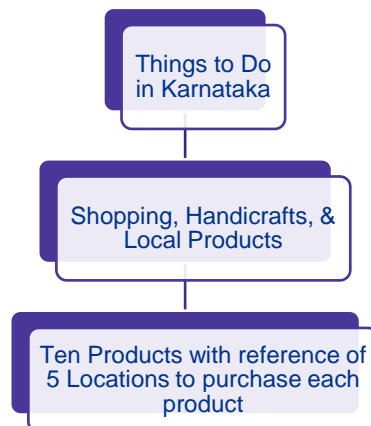 Things to Do
in Karnataka
Shopping, Handicrafts, &
Local Products
Ten Products with reference of
5 Locations to purchase each
product